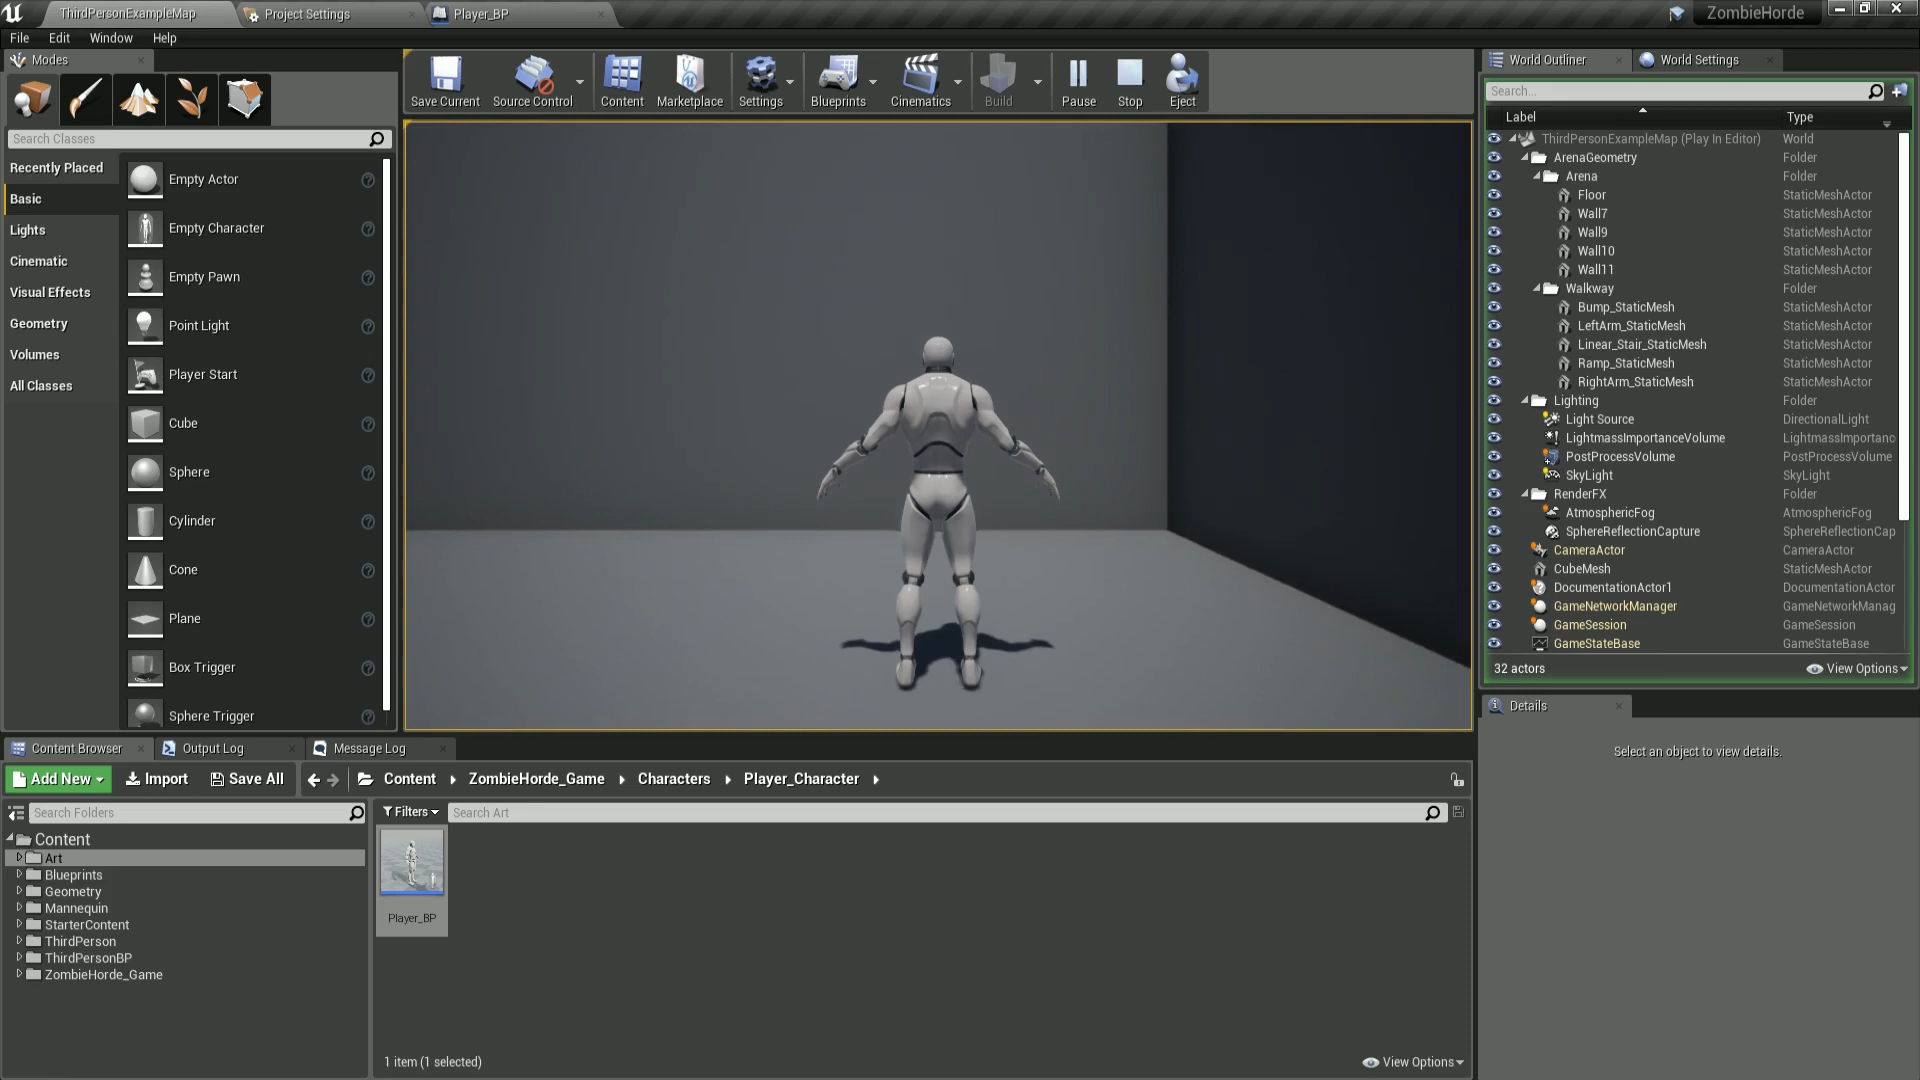 ThirdPersonExampleMap
Project Settings
Player_BP
ZombieHorde
File Edit Window Help
Modes
Search Classes
Recently Placed
Basic
Lights
Cinematic
Visual Effects
Geometry
Volumes
All Classes
Empty Actor
Empty Character
Empty Pawn
Point Light
Player Start
Cube
Sphere
Cylinder
Cone
Plane
Box Trigger
Sphere Trigger
Save Current
Source Control
Content
Marketplace
Settings
Blueprints
Cinematics
Build
Pause
Stop
Eject
World Outliner
World Settings
Search...
Label Type
ThirdPersonExampleMap (Play In Editor) World
ArenaGeometry Folder
Arena Folder
Floor StaticMeshActor
Wall7 StaticMeshActor
Wall9 StaticMeshActor
Wall10 StaticMeshActor
Wall11 StaticMeshActor
Walkway Folder
Bump_StaticMesh StaticMeshActor
LeftArm_StaticMesh StaticMeshActor
Linear_Stair_StaticMesh StaticMeshActor
Ramp_StaticMesh StaticMeshActor
RightArm_StaticMesh StaticMeshActor
Lighting Folder
Light Source DirectionalLight
LightmassImportanceVolume LightmassImportanc
PostProcessVolume PostProcessVolume
SkyLight SkyLight
RenderFX Folder
AtmosphericFog AtmosphericFog
SphereReflectionCapture SphereReflectionCap
CameraActor CameraActor
CubeMesh StaticMeshActor
DocumentationActor1 DocumentationActor
GameNetworkManager GameNetworkManag
GameSession GameSession
GameStateBase GameStateBase
32 actors
View Options
Details
Select an object to view details.
Content Browser
Output Log
Message Log
Add New
Import
Save All
Content
ZombieHorde_Game
Characters
Player_Character
Search Folders
Content
Art
Blueprints
Geometry
Mannequin
StarterContent
ThirdPerson
ThirdPersonBP
ZombieHorde_Game
Filters
Search Art
Player_BP
1 item (1 selected)
View Options